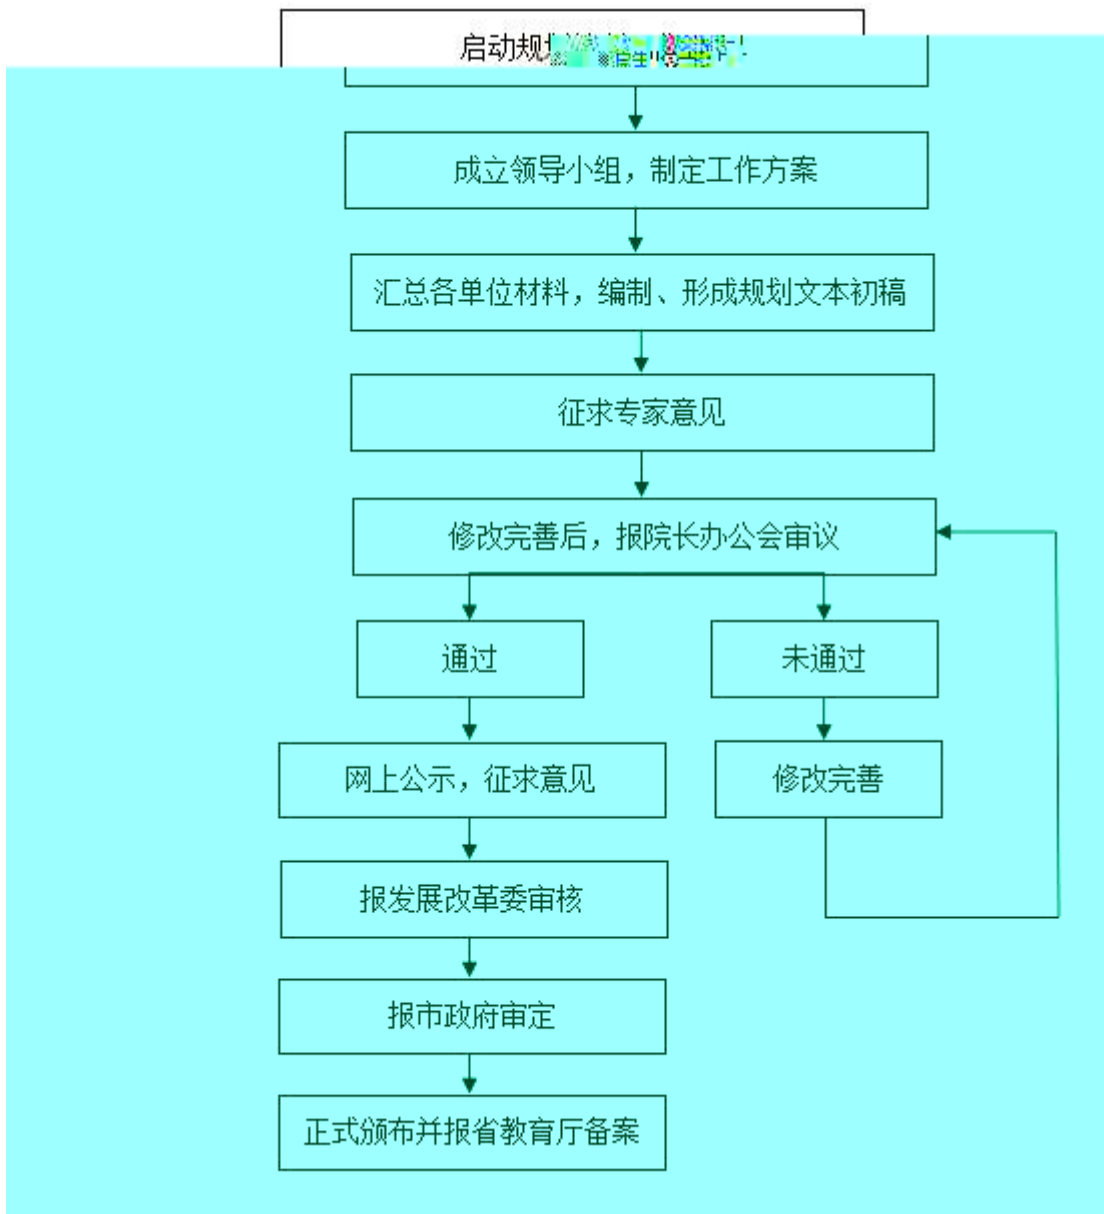 启动规
成立领导小组，制定工作方案
汇总各单位材料，编制、形成规划文本初稿
征求专家意见
修改完善后，报院长办公会审议
通过
未通过
网上公示，征求意见
修改完善
报发展改革委审核
报市政府审定
正式颁布并报省教育厅备案